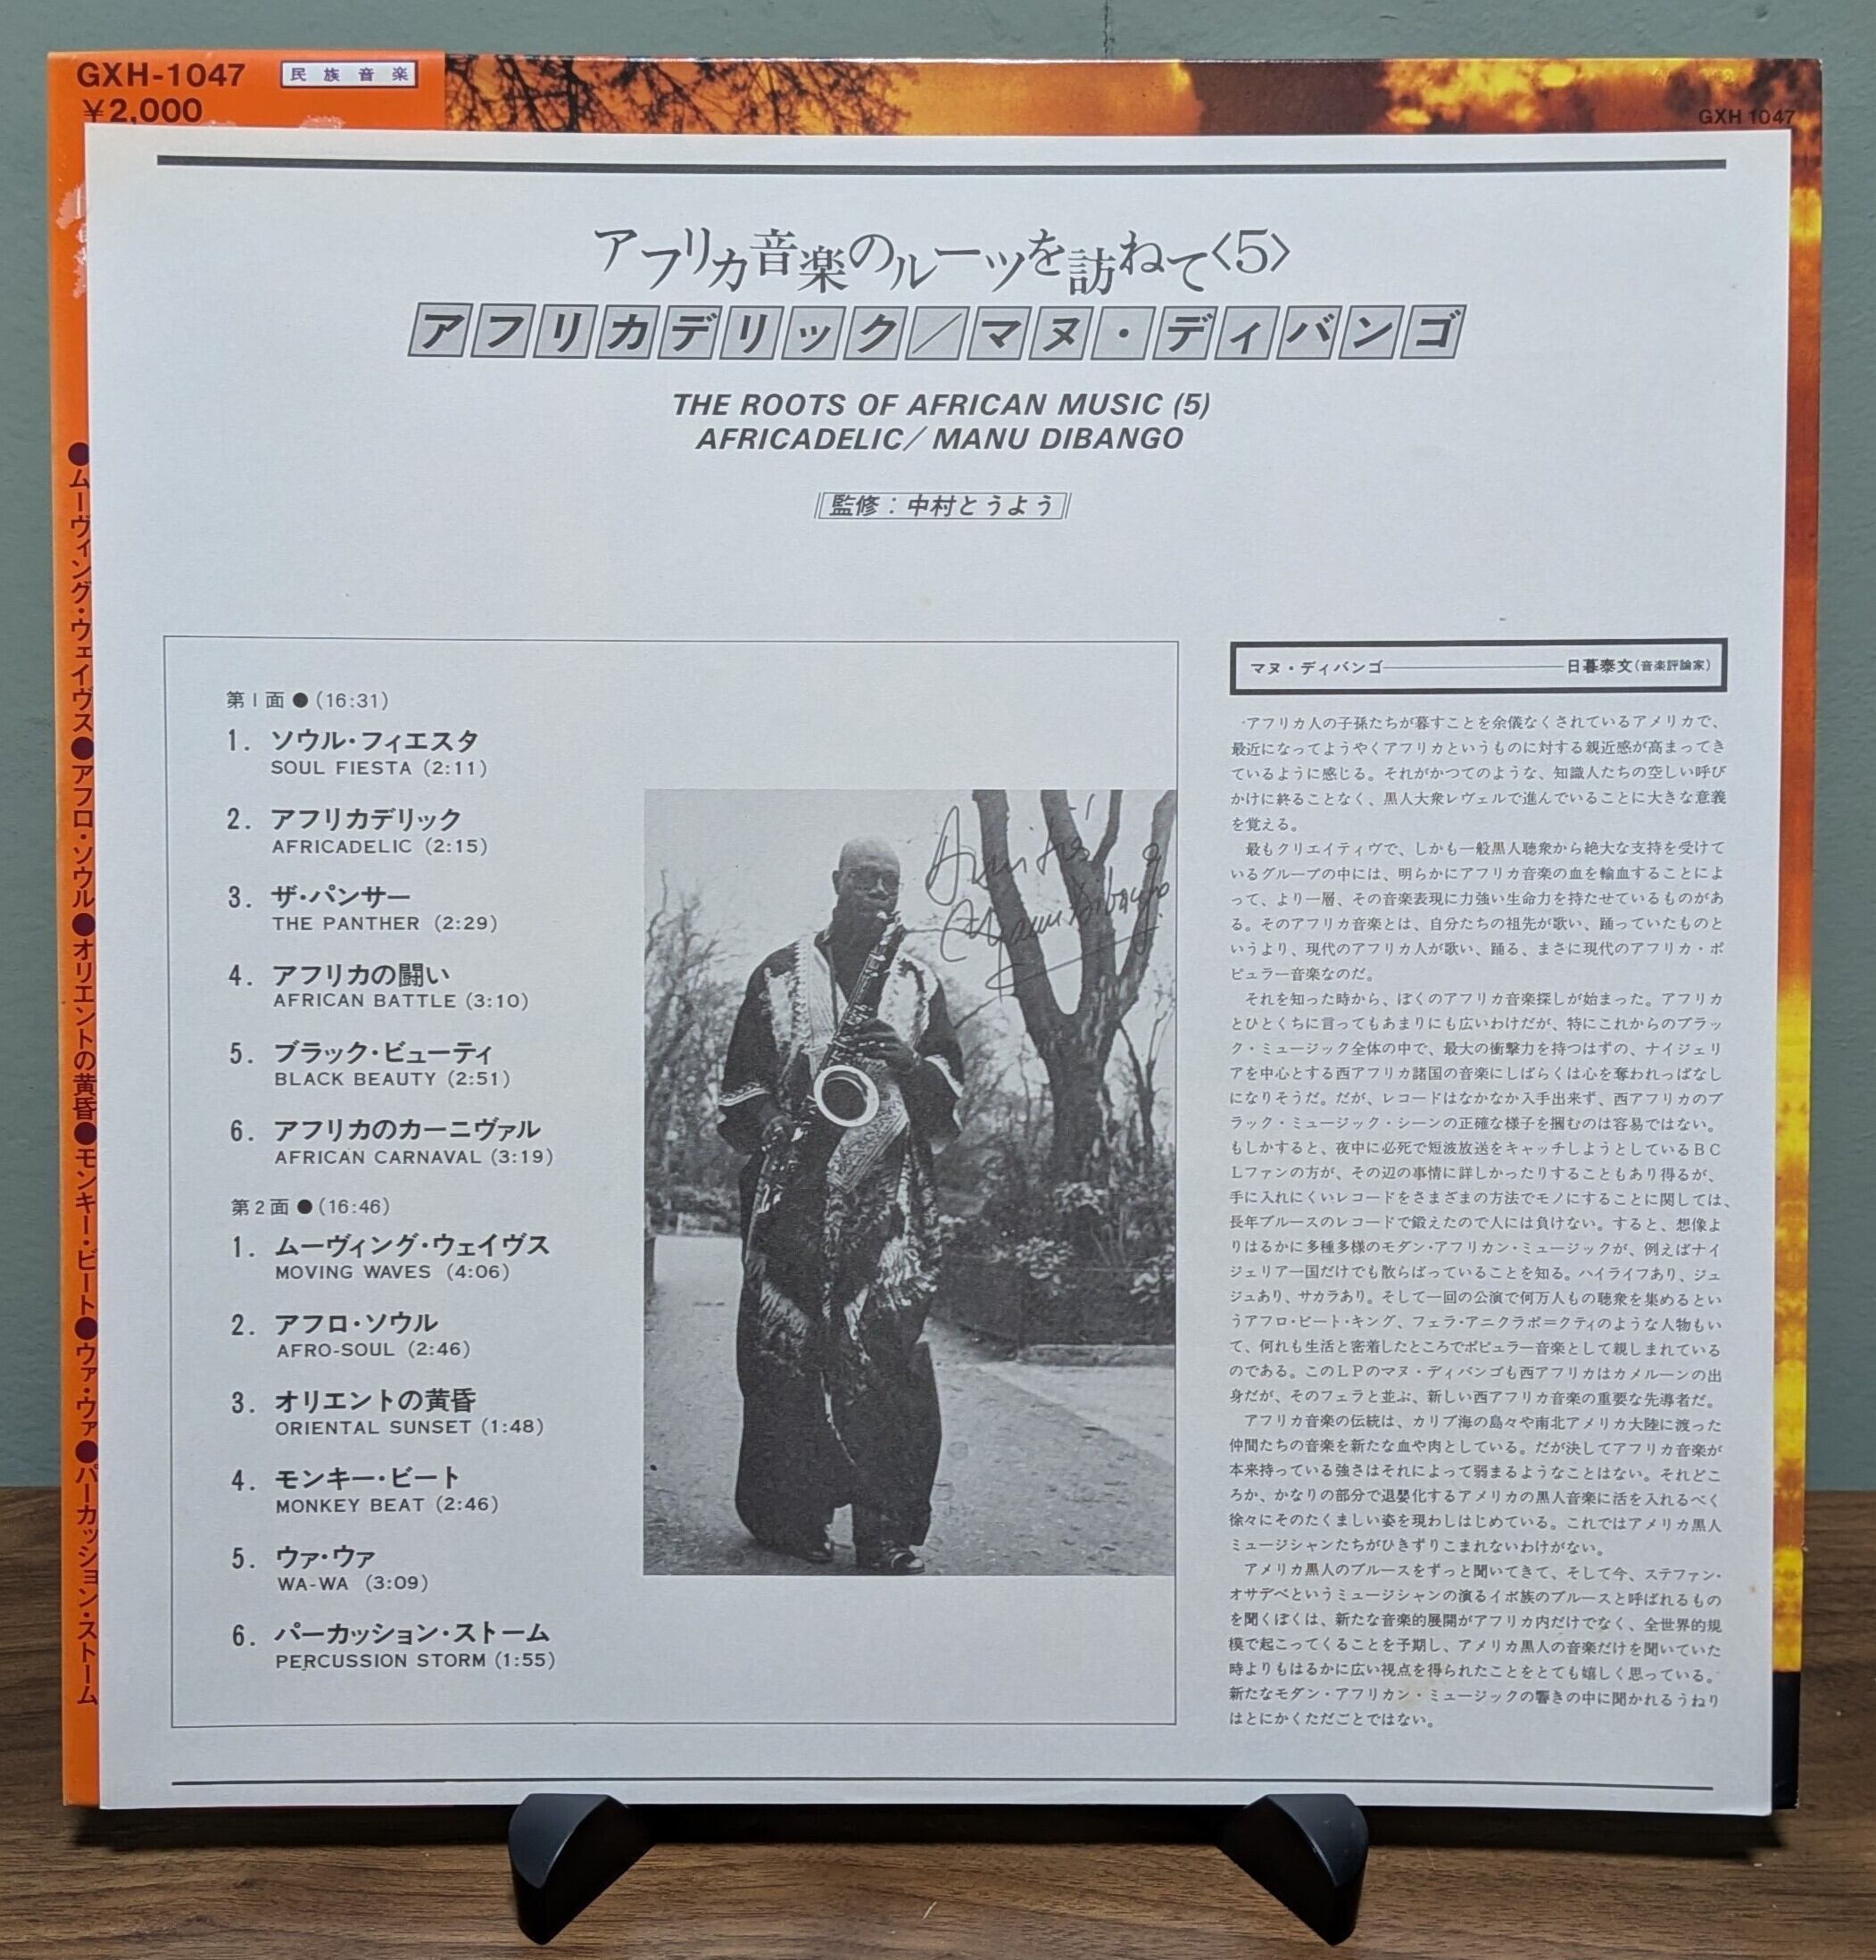 GXH-1047
民族音楽
¥2,000
GXH 1047
アフリカ音楽のルーツを訪ねて〈5〉
アフリカデリック／マヌ・ディバンゴ
THE ROOTS OF AFRICAN MUSIC (5)
AFRICADELIC/ MANU DIBANGO
監修：中村とうよう
●ムーヴィング・ウェイヴス●アフロ・ソウル●オリエントの黄昏●モンキー・ビート●ウァ・ウァ●パーカッション・ストーム
第1面●(16:31)
1. ソウル・フィエスタ
SOUL FIESTA (2:11)
2. アフリカデリック
AFRICADELIC (2:15)
3. ザ・パンサー
THE PANTHER (2:29)
4. アフリカの闘い
AFRICAN BATTLE (3:10)
5. ブラック・ビューティ
BLACK BEAUTY (2:51)
6. アフリカのカーニヴァル
AFRICAN CARNAVAL (3:19)
第2面●(16:46)
1. ムーヴィング・ウェイヴス
MOVING WAVES (4:06)
2. アフロ・ソウル
AFRO-SOUL (2:46)
3. オリエントの黄昏
ORIENTAL SUNSET (1:48)
4. モンキー・ビート
MONKEY BEAT (2:46)
5. ウァ・ウァ
WA-WA (3:09)
6. パーカッション・ストーム
PERCUSSION STORM (1:55)
Manu Dibango
マヌ・ディバンゴ――――日暮泰文(音楽評論家)
アフリカ人の子孫たちが暮すことを余儀なくされているアメリカで、
最近になってようやくアフリカというものに対する親近感が高まってき
ているように感じる。それがかつてのような、知識人たちの空しい呼び
かけに終ることなく、黒人大衆レヴェルで進んでいることに大きな意義
を覚える。
最もクリエイティヴで、しかも一般黒人聴衆から絶大な支持を受けて
いるグループの中には、明らかにアフリカ音楽の血を輸血することによ
って、より一層、その音楽表現に力強い生命力を持たせているものがあ
る。そのアフリカ音楽とは、自分たちの祖先が歌い、踊っていたものと
いうより、現代のアフリカ人が歌い、踊る、まさに現代のアフリカ・ポ
ピュラー音楽なのだ。
それを知った時から、ぼくのアフリカ音楽探しが始まった。アフリカ
とひとくちに言ってもあまりにも広いわけだが、特にこれからのブラッ
ク・ミュージック全体の中で、最大の衝撃力を持つはずの、ナイジェリ
アを中心とする西アフリカ諸国の音楽にしばらくは心を奪われっぱなし
になりそうだ。だが、レコードはなかなか入手出来ず、西アフリカのブ
ラック・ミュージック・シーンの正確な様子を摑むのは容易ではない。
もしかすると、夜中に必死で短波放送をキャッチしようとしているＢＣ
Ｌファンの方が、その辺の事情に詳しかったりすることもあり得るが、
手に入れにくいレコードをさまざまの方法でモノにすることに関しては、
長年ブルースのレコードで鍛えたので人には負けない。すると、想像よ
りはるかに多種多様のモダン・アフリカン・ミュージックが、例えばナイ
ジェリア一国だけでも散らばっていることを知る。ハイライフあり、ジュ
ジュあり、サカラあり。そして一回の公演で何万人もの聴衆を集めるとい
うアフロ・ビート・キング、フェラ・アニクラポ＝クティのような人物もい
て、何れも生活と密着したところでポピュラー音楽として親しまれている
のである。このＬＰのマヌ・ディバンゴも西アフリカはカメルーンの出
身だが、そのフェラと並ぶ、新しい西アフリカ音楽の重要な先導者だ。
アフリカ音楽の伝統は、カリブ海の島々や南北アメリカ大陸に渡った
仲間たちの音楽を新たな血や肉としている。だが決してアフリカ音楽が
本来持っている強さはそれによって弱まるようなことはない。それどこ
ろか、かなりの部分で退嬰化するアメリカの黒人音楽に活を入れるべく
徐々にそのたくましい姿を現わしはじめている。これではアメリカ黒人
ミュージシャンたちがひきずりこまれないわけがない。
アメリカ黒人のブルースをずっと聞いてきて、そして今、ステファン・
オサデベというミュージシャンの演るイボ族のブルースと呼ばれるもの
を聞くぼくは、新たな音楽的展開がアフリカ内だけでなく、全世界的規
模で起こってくることを予期し、アメリカ黒人の音楽だけを聞いていた
時よりもはるかに広い視点を得られたことをとても嬉しく思っている。
新たなモダン・アフリカン・ミュージックの響きの中に聞かれるうねり
はとにかくただごとではない。